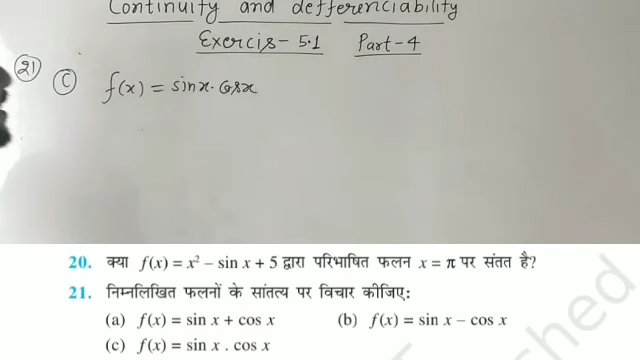 Continuity and defferenciability
Exercis-5.1 Part-4
21) C) f(x) = sinx. cosx
20. क्या f(x) = x² – sin x + 5 द्वारा परिभाषित फलन x = π पर संतत है?
21. निम्नलिखित फलनों के सांतत्य पर विचार कीजिए:
(a) f(x) = sin x + cos x (b) f(x) = sin x – cos x
(c) f(x) = sin x . cos x